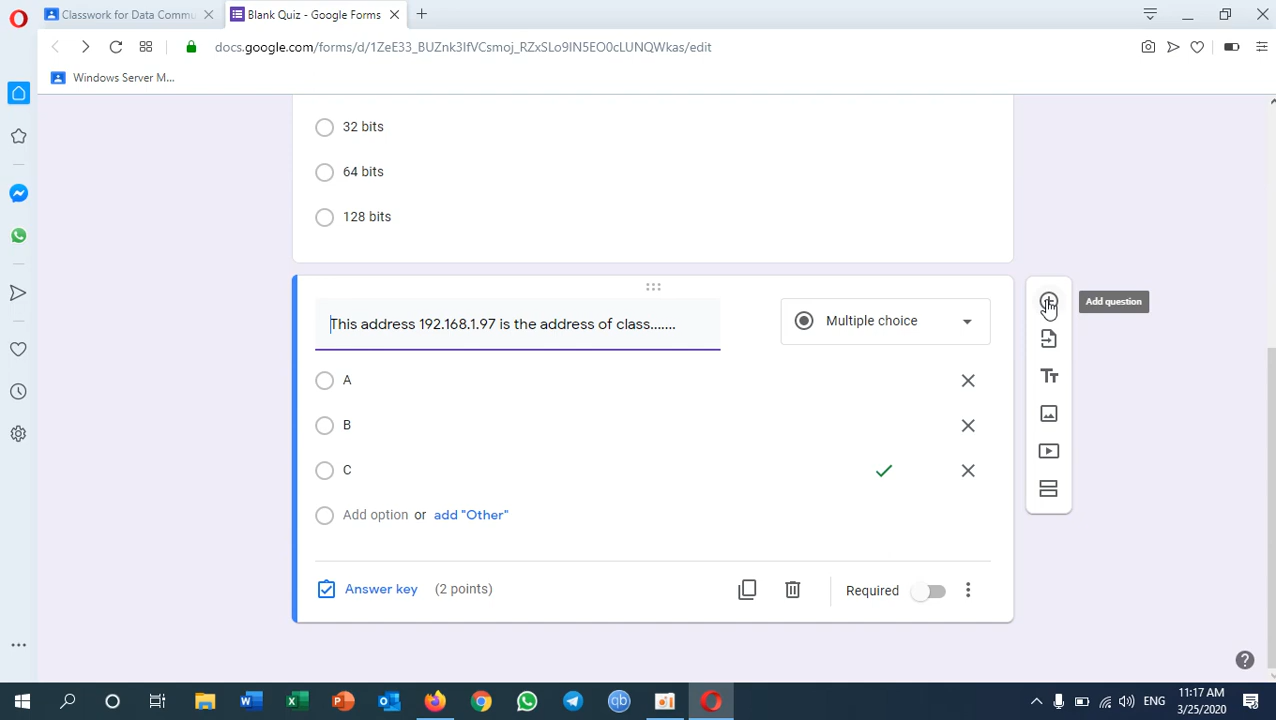 Classwork for Data Commu
Blank Quiz - Google Forms
docs.google.com/forms/d/1ZeE33_BUZnk3IfVCsmoj_RZxSLo9IN5EO0cLUNQWkas/edit
Windows Server M...
32 bits
64 bits
128 bits
This address 192.168.1.97 is the address of class.......
Multiple choice
Add question
A
B
C
Add option or add "Other"
Answer key (2 points)
Required
ENG
11:17 AM
3/25/2020